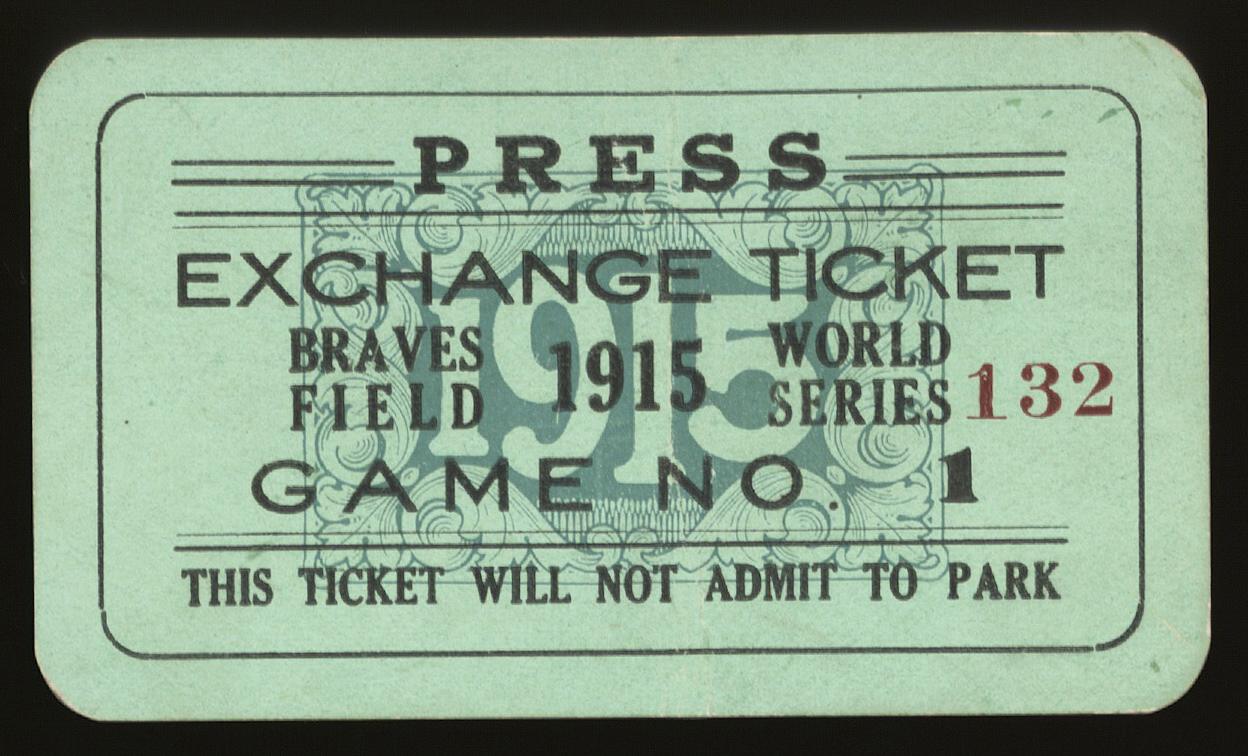 PRESS
EXCHANGE TICKET
BRAVES FIELD 1915 WORLD SERIES 132
1915
GAME NO. 1
THIS TICKET WILL NOT ADMIT TO PARK